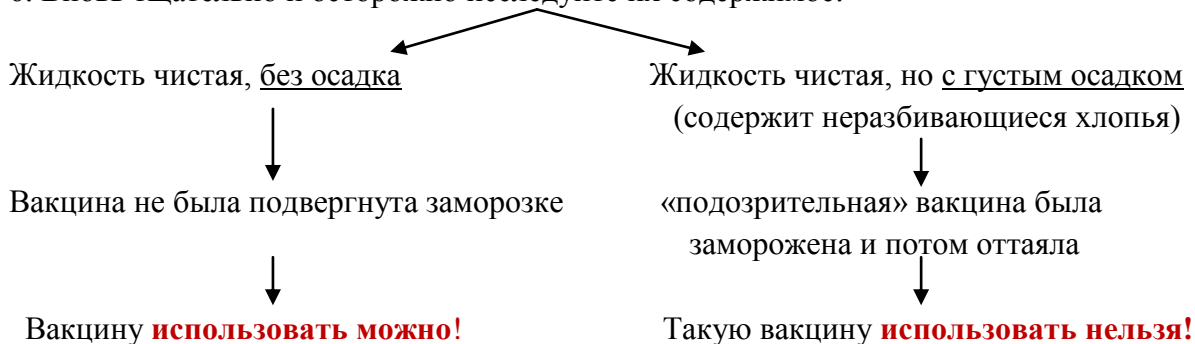 Жидкость чистая, без осадка
Жидкость чистая, но с густым осадком
(содержит неразбивающиеся хлопья)
Вакцина не была подвергнута заморозке
«подозрительная» вакцина была
заморожена и потом оттаяла
Вакцину использовать можно!
Такую вакцину использовать нельзя!